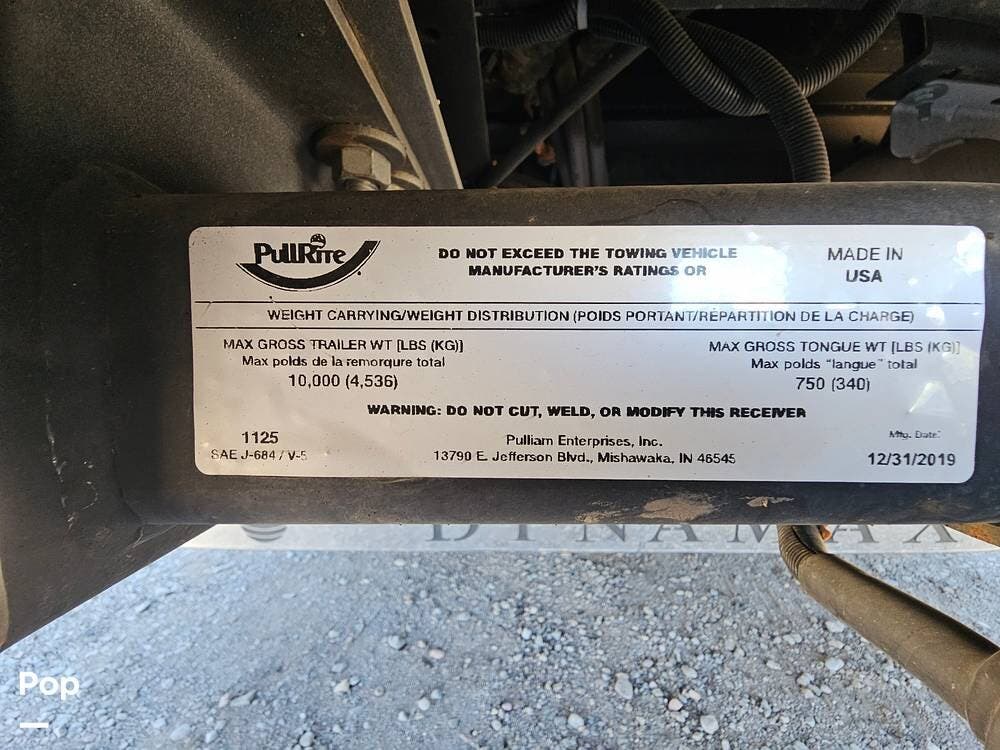 PullRite
DO NOT EXCEED THE TOWING VEHICLE
MANUFACTURER'S RATINGS OR
MADE IN
USA
WEIGHT CARRYING/WEIGHT DISTRIBUTION (POIDS PORTANT/RÉPARTITION DE LA CHARGE)
MAX GROSS TRAILER WT [LBS (KG)]
Max poids de la remorqure total
10,000 (4,536)
MAX GROSS TONGUE WT [LBS (KG)]
Max poids "langue" total
750 (340)
WARNING: DO NOT CUT, WELD, OR MODIFY THIS RECEIVER
1125
SAE J-684 / V-5
Pulliam Enterprises, Inc.
13790 E. Jefferson Blvd., Mishawaka, IN 46545
Mfg. Date:
12/31/2019
DYNAMAX
Pop